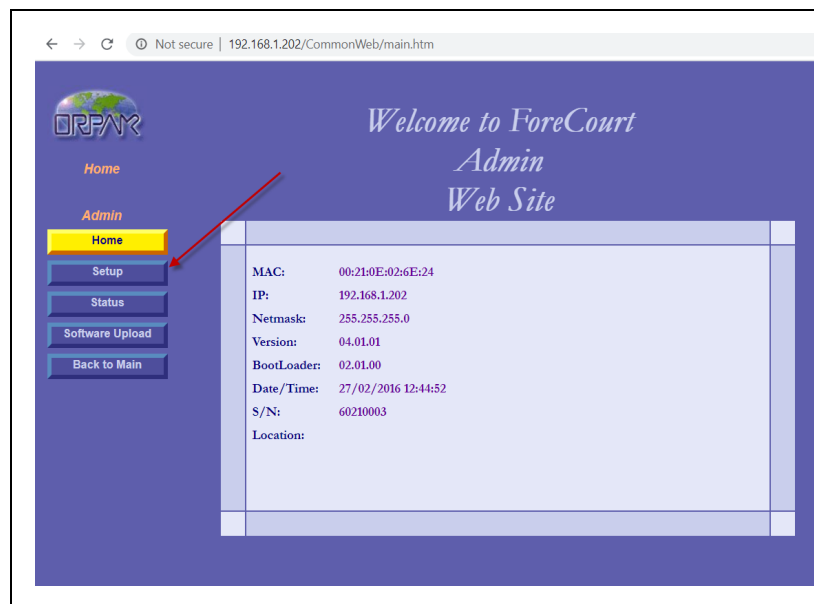 Not secure | 192.168.1.202/CommonWeb/main.htm
ORPAK
Home
Admin
Home
Setup
Status
Software Upload
Back to Main
Welcome to ForeCourt
Admin
Web Site
MAC: 00:21:0E:02:6E:24
IP: 192.168.1.202
Netmask: 255.255.255.0
Version: 04.01.01
BootLoader: 02.01.00
Date/Time: 27/02/2016 12:44:52
S/N: 60210003
Location: